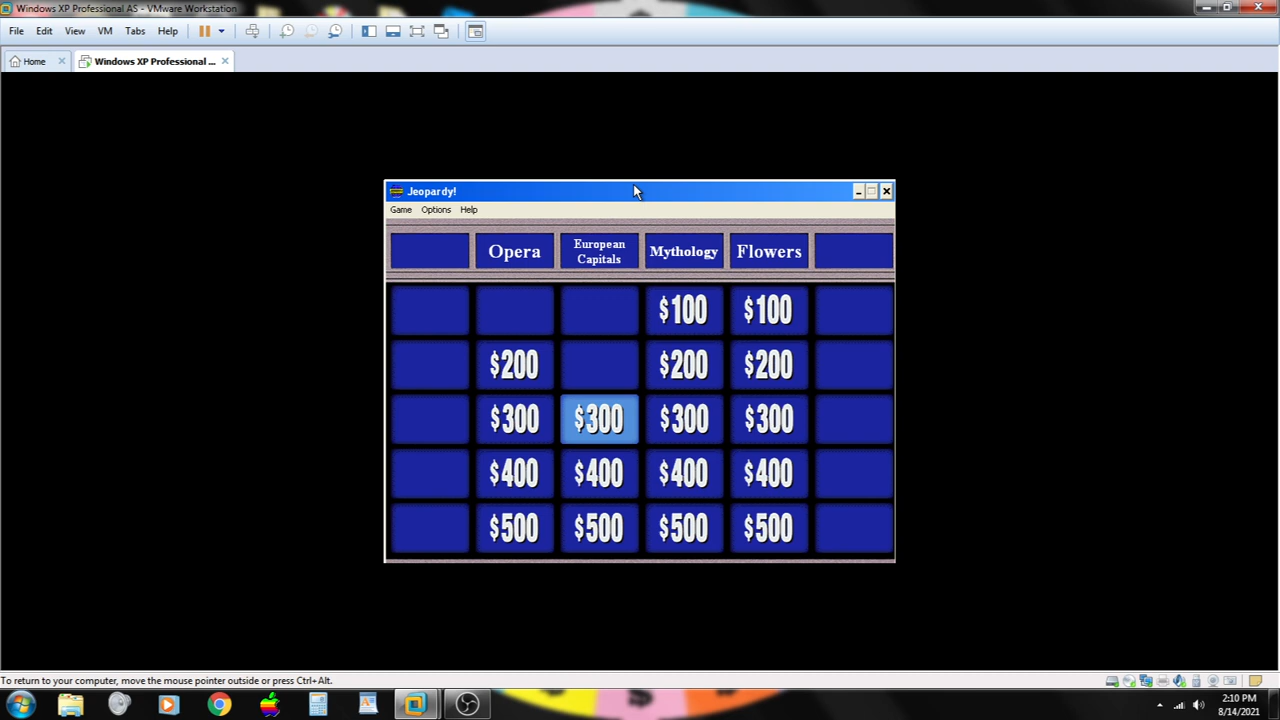 Windows XP Professional AS - VMware Workstation
File Edit View VM Tabs Help
Home Windows XP Professional ...
Jeopardy!
Game Options Help
Opera European Capitals Mythology Flowers
$100 $100
$200 $200 $200
$300 $300 $300 $300
$400 $400 $400 $400
$500 $500 $500 $500
To return to your computer, move the mouse pointer outside or press Ctrl+Alt.
2:10 PM
8/14/2021